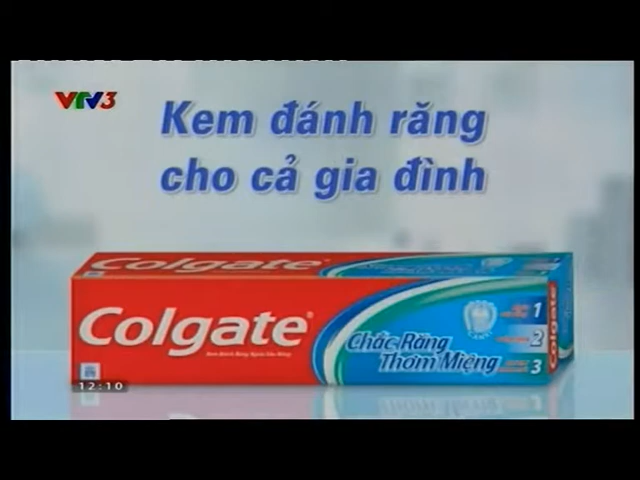 VTV3
Kem đánh răng
cho cả gia đình
Colgate
Colgate
Chắc Răng
Thơm Miệng
1
2
3
Colgate
12:10